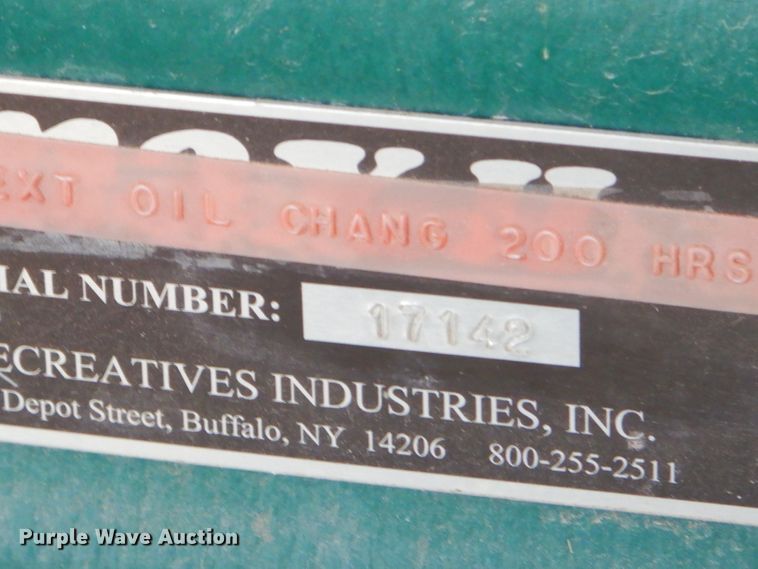 EXT OIL CHANG 200 HRS
IAL NUMBER: 17142
ECREATIVES INDUSTRIES, INC.
Depot Street, Buffalo, NY 14206 800-255-2511
Purple Wave Auction